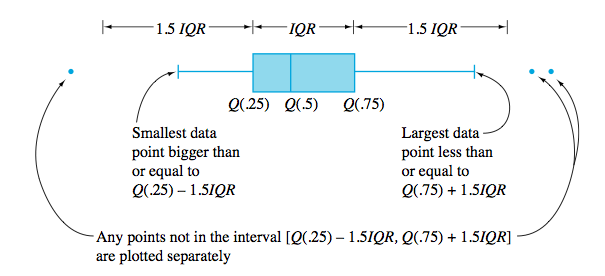 1.5 IQR IQR 1.5 IQR
Q(.25) Q(.5) Q(.75)
Smallest data
point bigger than
or equal to
Q(.25) – 1.5IQR
Largest data
point less than
or equal to
Q(.75) + 1.5IQR
Any points not in the interval [Q(.25) – 1.5IQR, Q(.75) + 1.5IQR]
are plotted separately